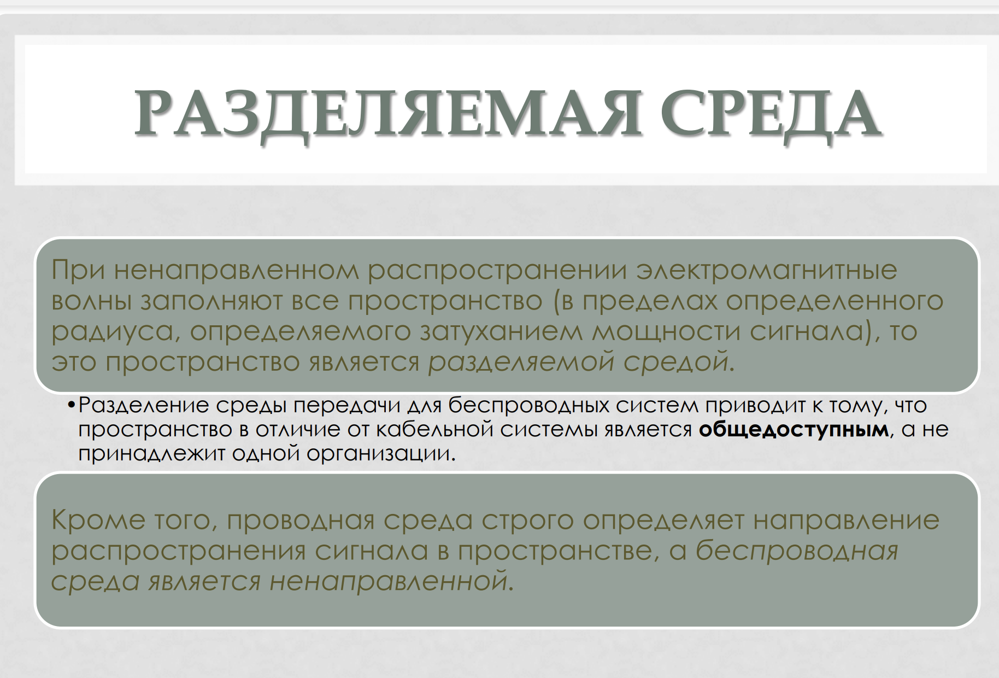 РАЗДЕЛЯЕМАЯ СРЕДА
При ненаправленном распространении электромагнитные
волны заполняют все пространство (в пределах определенного
радиуса, определяемого затуханием мощности сигнала), то
это пространство является разделяемой средой.
•Разделение среды передачи для беспроводных систем приводит к тому, что
пространство в отличие от кабельной системы является общедоступным, а не
принадлежит одной организации.
Кроме того, проводная среда строго определяет направление
распространения сигнала в пространстве, а беспроводная
среда является ненаправленной.